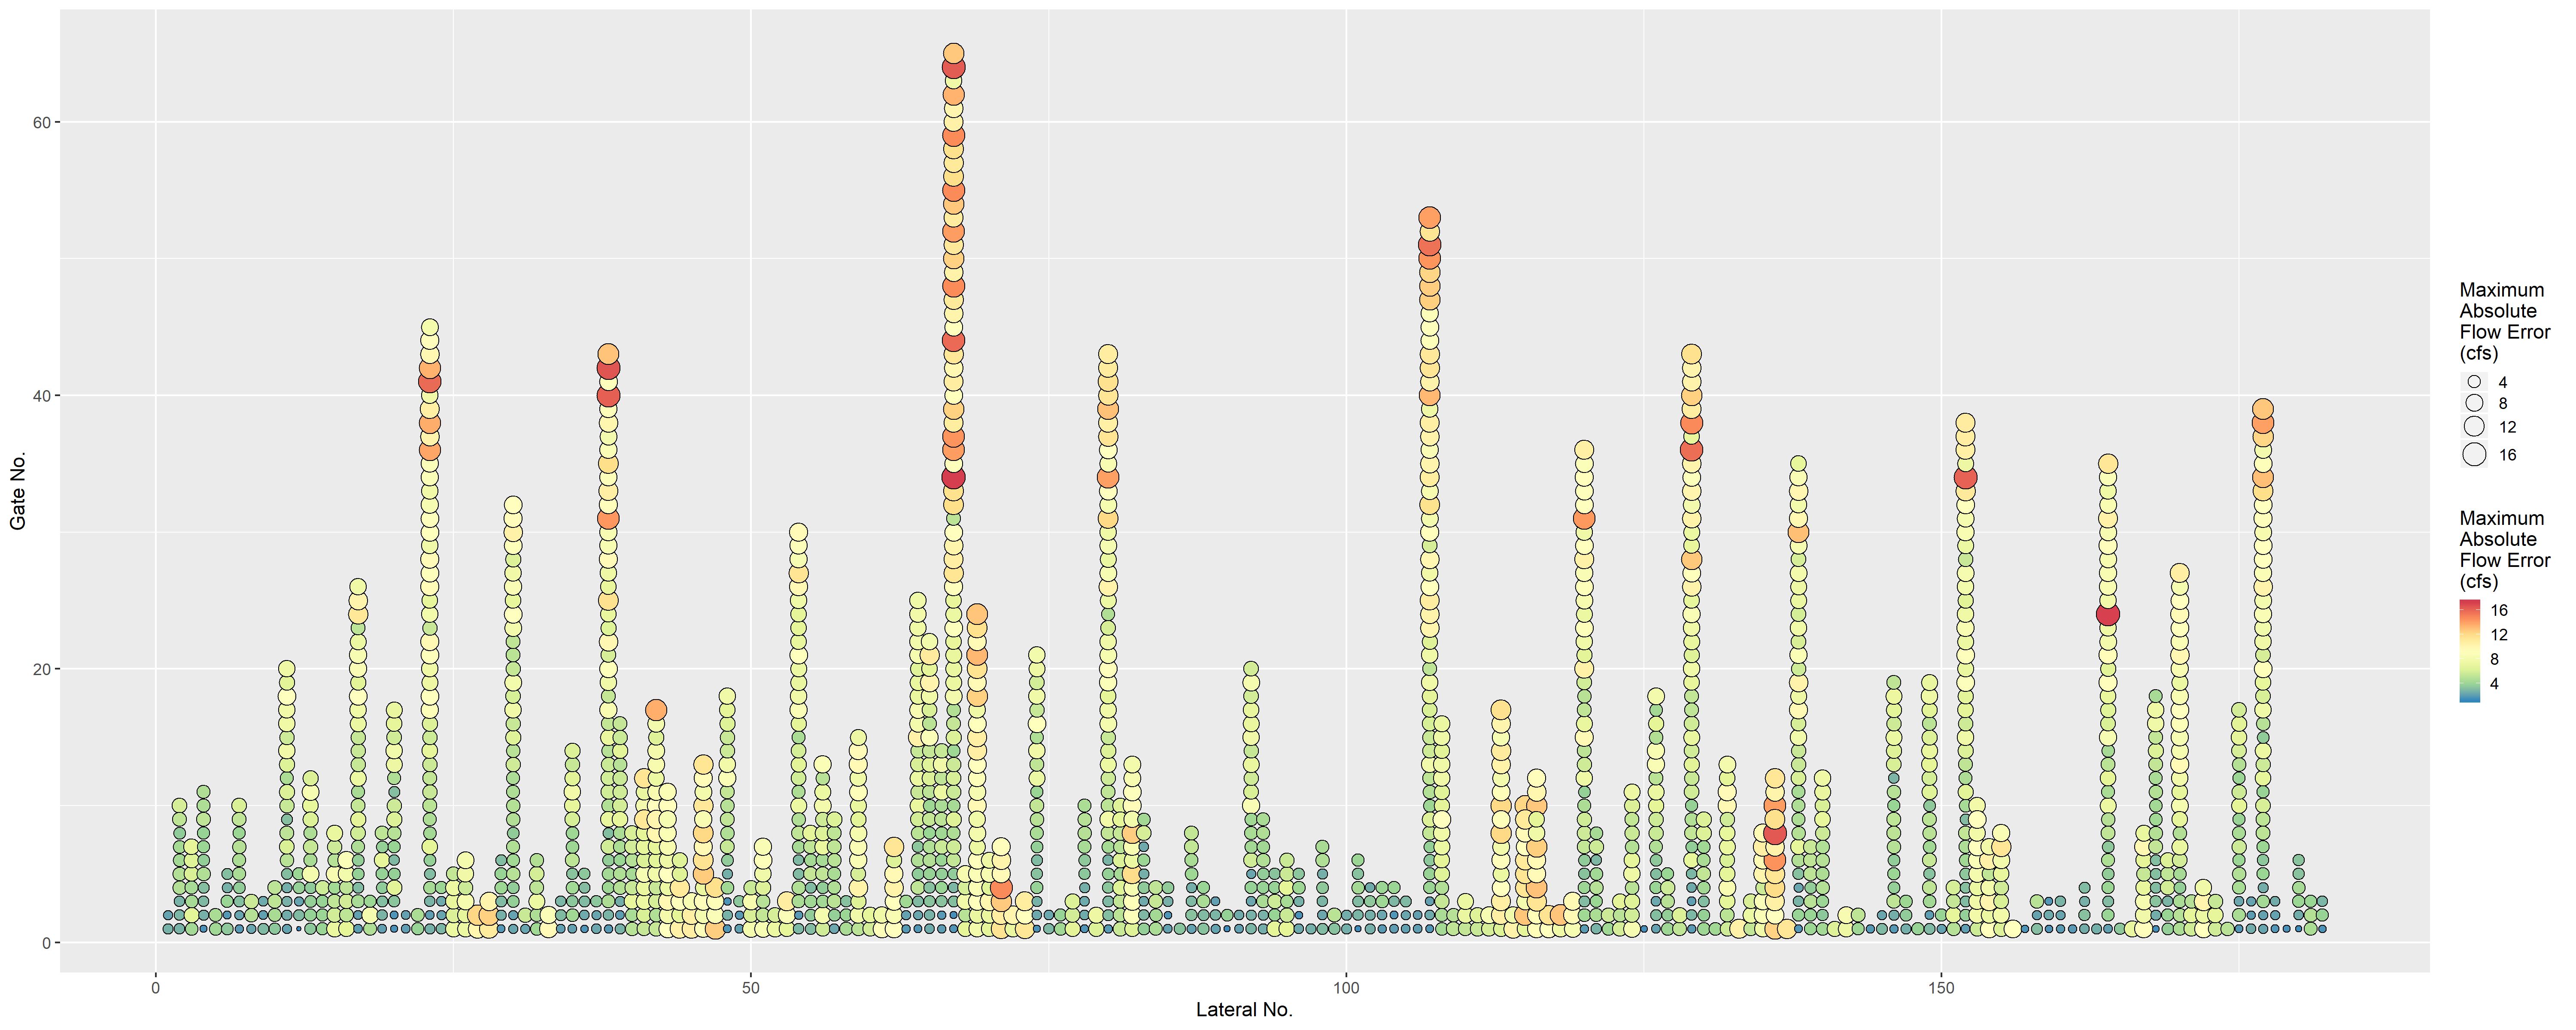 60
40
20
0
Gate No.
0
50
100
150
Lateral No.
Maximum
Absolute
Flow Error
(cfs)
4
8
12
16
Maximum
Absolute
Flow Error
(cfs)
16
12
8
4